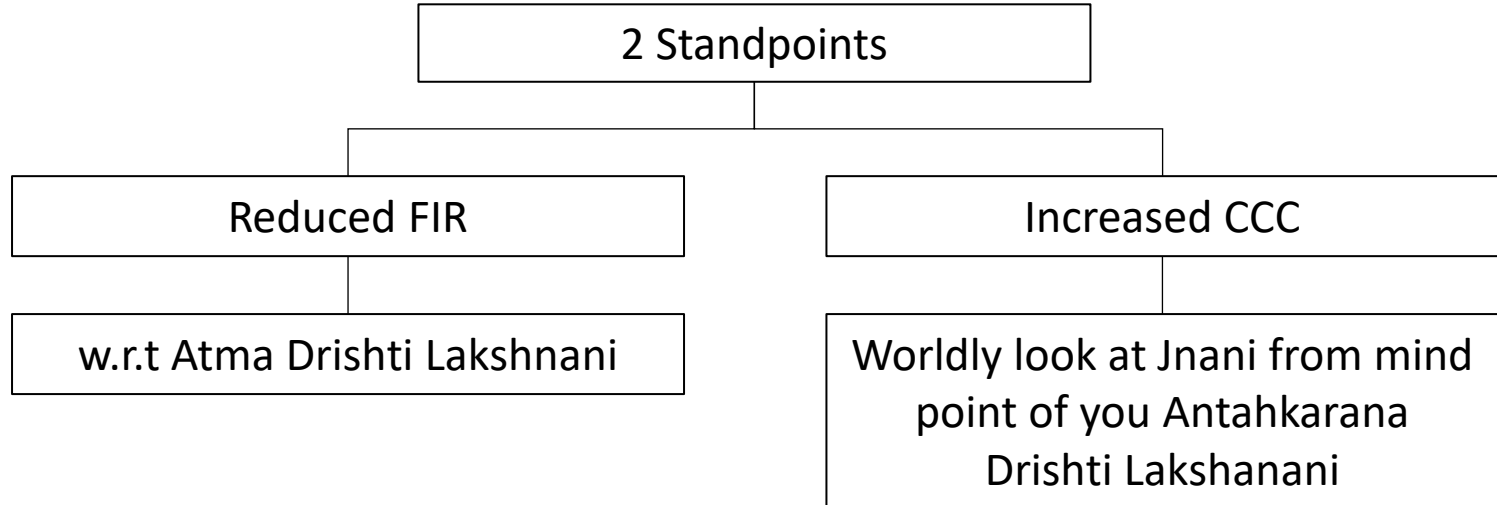 2 Standpoints
Reduced FIR
Increased CCC
w.r.t Atma Drishti Lakshnani
Worldly look at Jnani from mind
point of you Antahkarana
Drishti Lakshanani